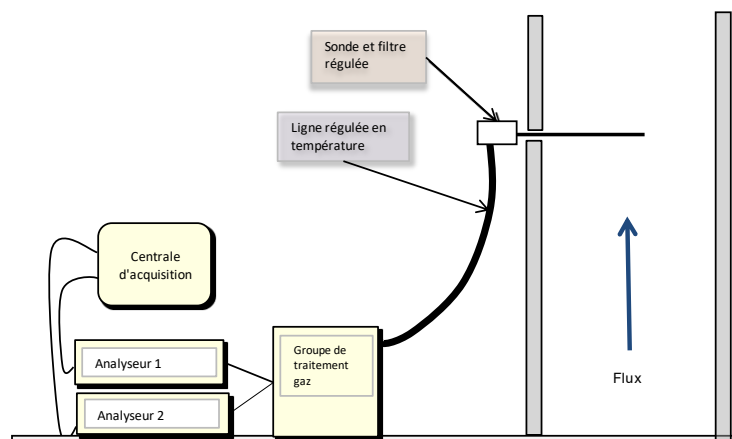 Sonde et filtre
régulée
Ligne régulée en
température
Centrale
d'acquisition
Groupe de
traitement
gaz
Analyseur 1
Analyseur 2
Flux